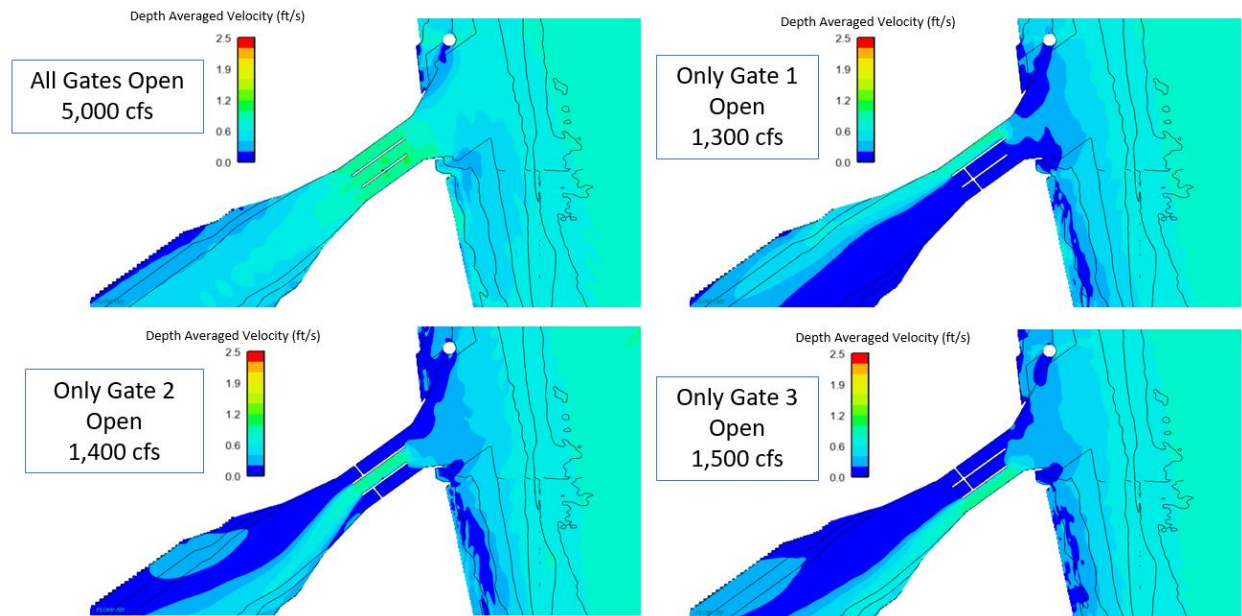 Depth Averaged Velocity (ft/s)
2.5
1.9
1.2
0.6
0.0
All Gates Open
5,000 cfs
Depth Averaged Velocity (ft/s)
2.5
1.9
1.2
0.6
0.0
Only Gate 1
Open
1,300 cfs
Depth Averaged Velocity (ft/s)
2.5
1.9
1.2
0.6
0.0
Only Gate 2
Open
1,400 cfs
Depth Averaged Velocity (ft/s)
2.5
1.9
1.2
0.6
0.0
Only Gate 3
Open
1,500 cfs